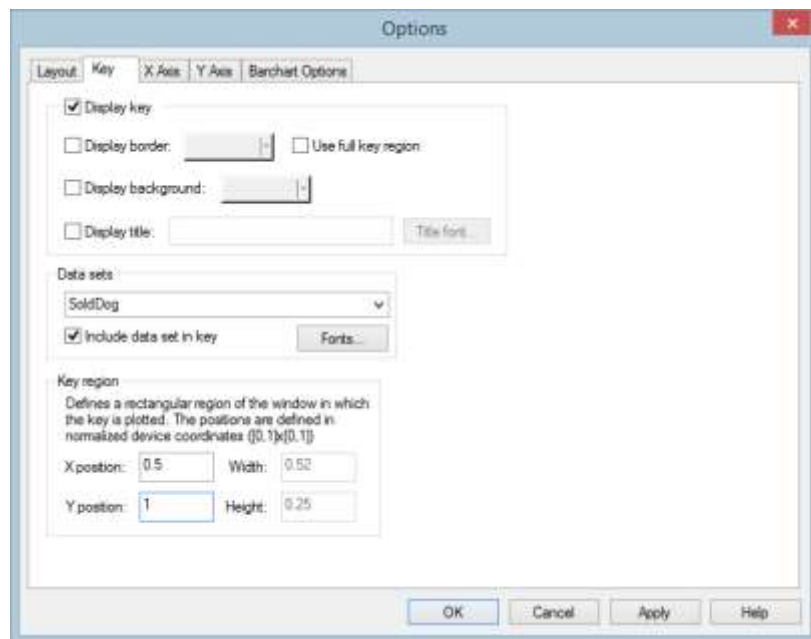 Options
Layout Key X Axis Y Axis Barchart Options
Display key
Display border: Use full key region
Display background:
Display title: Title font...
Data sets
SoldDog
Include data set in key Fonts...
Key region
Defines a rectangular region of the window in which
the key is plotted. The positions are defined in
normalized device coordinates ([0,1]x[0,1])
X position: 0.5 Width: 0.52
Y position: 1 Height: 0.25
OK Cancel Apply Help